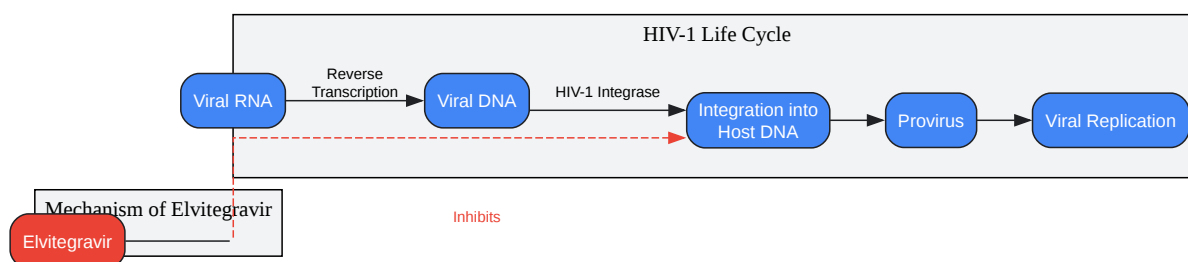 HIV-1 Life Cycle
Reverse
Transcription
HIV-1 Integrase
Viral RNA
Viral DNA
Integration into
Host DNA
Provirus
Viral Replication
Mechanism of Elvitegravir
Inhibits
Elvitegravir